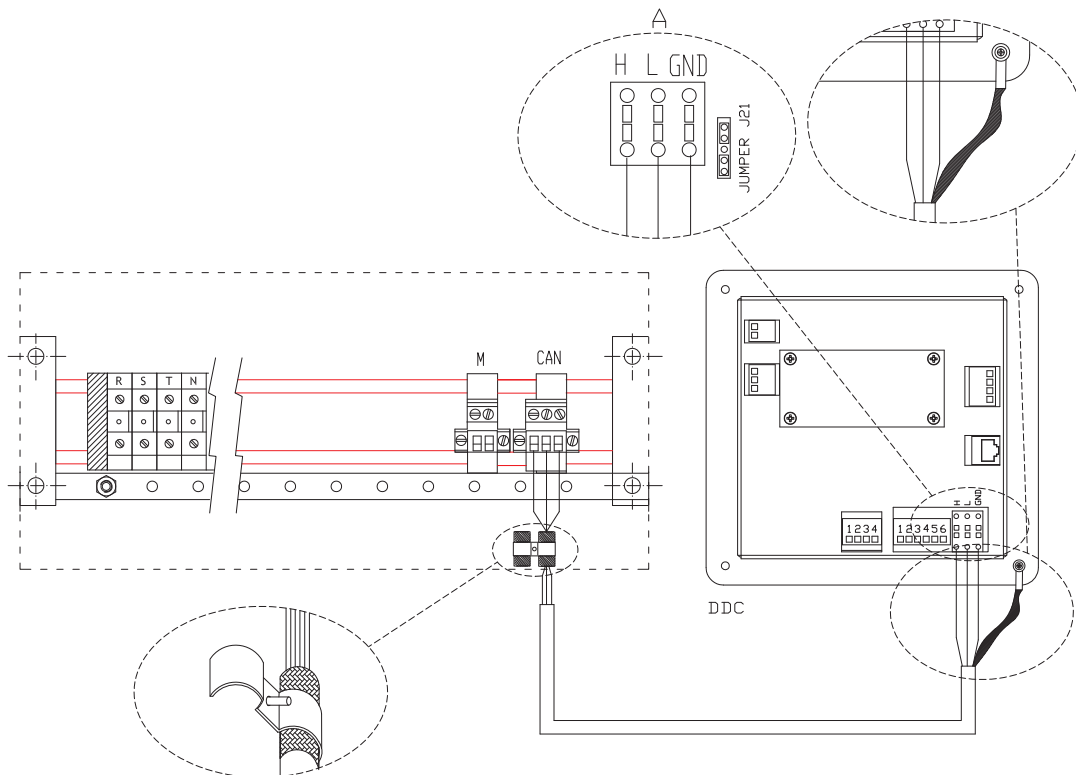 A
H L GND
JUMPER J21
M CAN
R S T N
H L GND
1234 123456
DDC